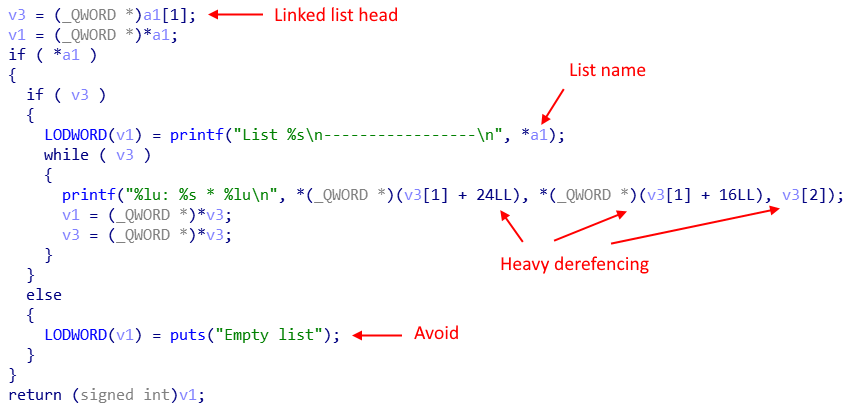 v3 = (_QWORD *)a1[1]; Linked list head
v1 = (_QWORD *)*a1;
if ( *a1 )
{ List name
if ( v3 )
{
LODWORD(v1) = printf("List %s\n-----------------\n", *a1);
while ( v3 )
{
printf("%lu: %s * %lu\n", *(_QWORD *)(v3[1] + 24LL), *(_QWORD *)(v3[1] + 16LL), v3[2]);
v1 = (_QWORD *)*v3;
v3 = (_QWORD *)*v3;
}
Heavy derefencing
}
else
{
LODWORD(v1) = puts("Empty list"); Avoid
}
}
return (signed int)v1;